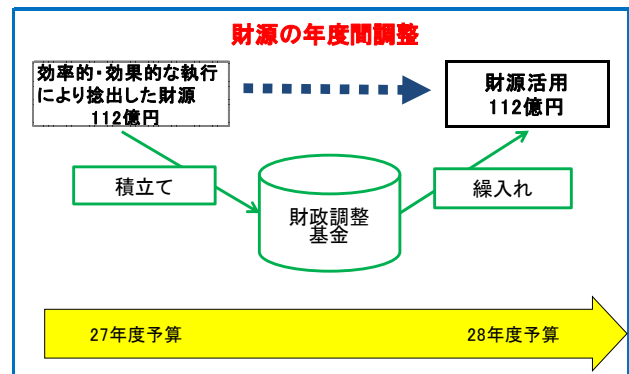 財源の年度間調整
効率的・効果的な執行
により捻出した財源
112億円
財源活用
112億円
積立て
繰入れ
財政調整
基金
27年度予算
28年度予算